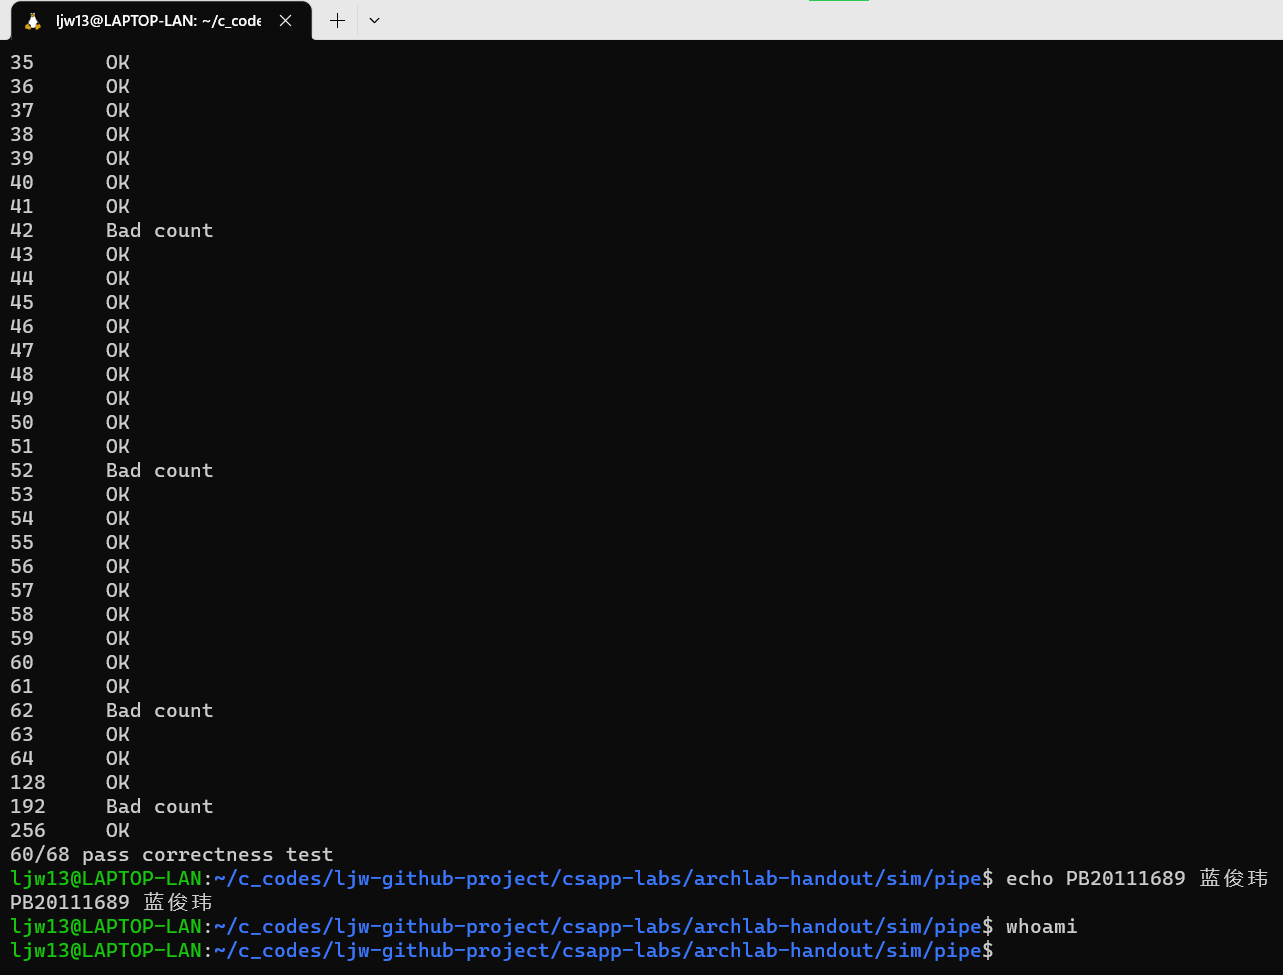 ljw13@LAPTOP-LAN: ~/c_code
35 OK
36 OK
37 OK
38 OK
39 OK
40 OK
41 OK
42 Bad count
43 OK
44 OK
45 OK
46 OK
47 OK
48 OK
49 OK
50 OK
51 OK
52 Bad count
53 OK
54 OK
55 OK
56 OK
57 OK
58 OK
59 OK
60 OK
61 OK
62 Bad count
63 OK
64 OK
128 OK
192 Bad count
256 OK
60/68 pass correctness test
ljw13@LAPTOP-LAN:~/c_codes/ljw-github-project/csapp-labs/archlab-handout/sim/pipe$ echo PB20111689 蓝俊玮
PB20111689 蓝俊玮
ljw13@LAPTOP-LAN:~/c_codes/ljw-github-project/csapp-labs/archlab-handout/sim/pipe$ whoami
ljw13@LAPTOP-LAN:~/c_codes/ljw-github-project/csapp-labs/archlab-handout/sim/pipe$